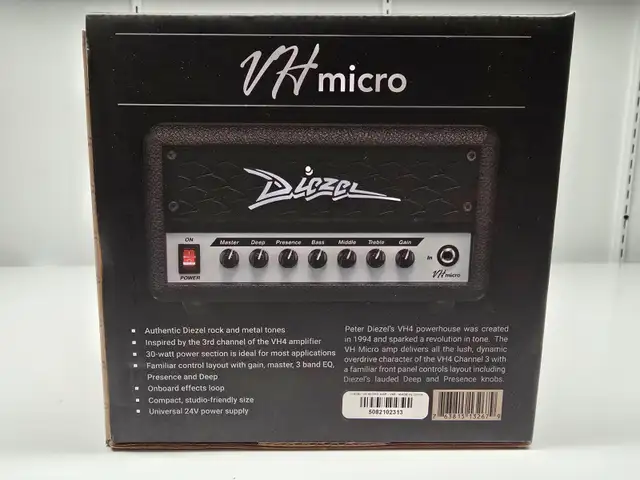 VH micro
DIEZEL
ON
POWER
Master Deep Presence Bass Middle Treble Gain
In
VH micro
Authentic Diezel rock and metal tones
Inspired by the 3rd channel of the VH4 amplifier
30-watt power section is ideal for most applications
Familiar control layout with gain, master, 3 band EQ,
Presence and Deep
Onboard effects loop
Compact, studio-friendly size
Universal 24V power supply
Peter Diezel's VH4 powerhouse was created
in 1994 and sparked a revolution in tone. The
VH Micro amp delivers all the lush, dynamic
overdrive character of the VH4 Channel 3 with
a familiar front panel controls layout including
Diezel's lauded Deep and Presence knobs.
5082102313
63815 13267